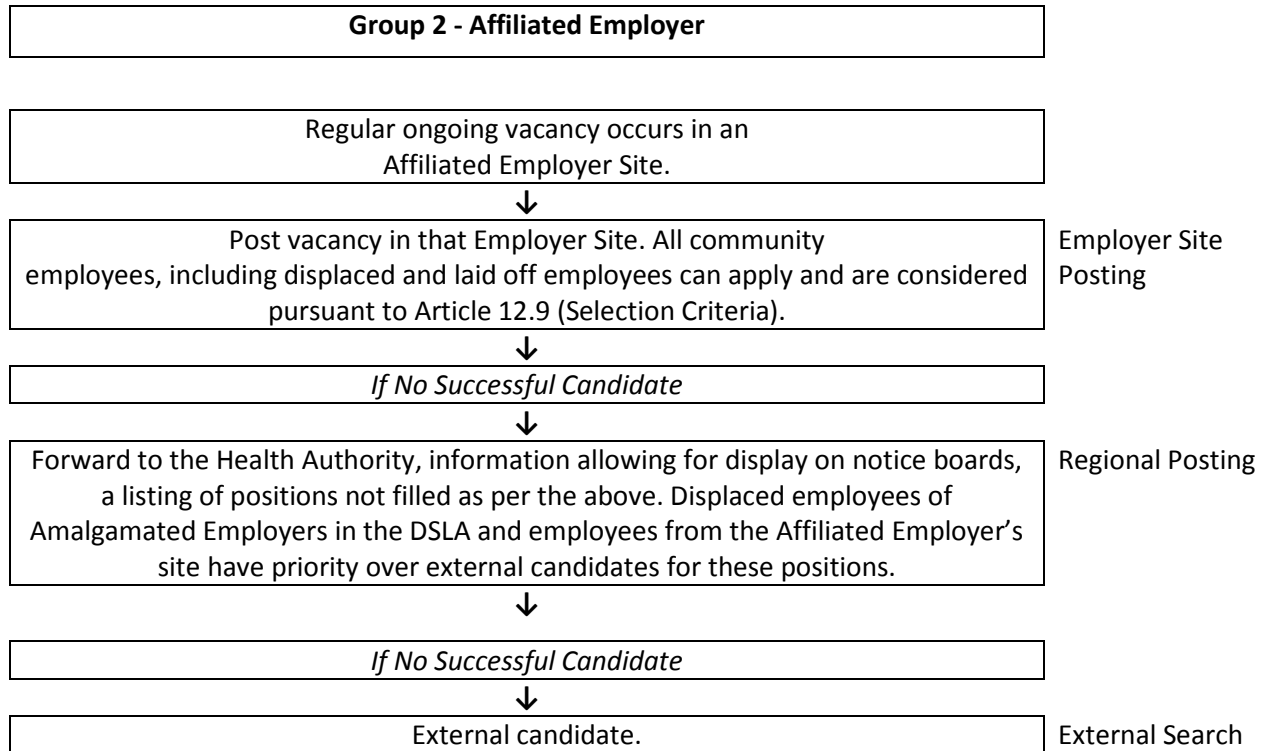 Group 2 - Affiliated Employer
Regular ongoing vacancy occurs in an
Affiliated Employer Site.
↓
Post vacancy in that Employer Site. All community
employees, including displaced and laid off employees can apply and are considered
pursuant to Article 12.9 (Selection Criteria).
Employer Site
Posting
↓
If No Successful Candidate
↓
Forward to the Health Authority, information allowing for display on notice boards,
a listing of positions not filled as per the above. Displaced employees of
Amalgamated Employers in the DSLA and employees from the Affiliated Employer’s
site have priority over external candidates for these positions.
Regional Posting
↓
If No Successful Candidate
↓
External candidate.
External Search